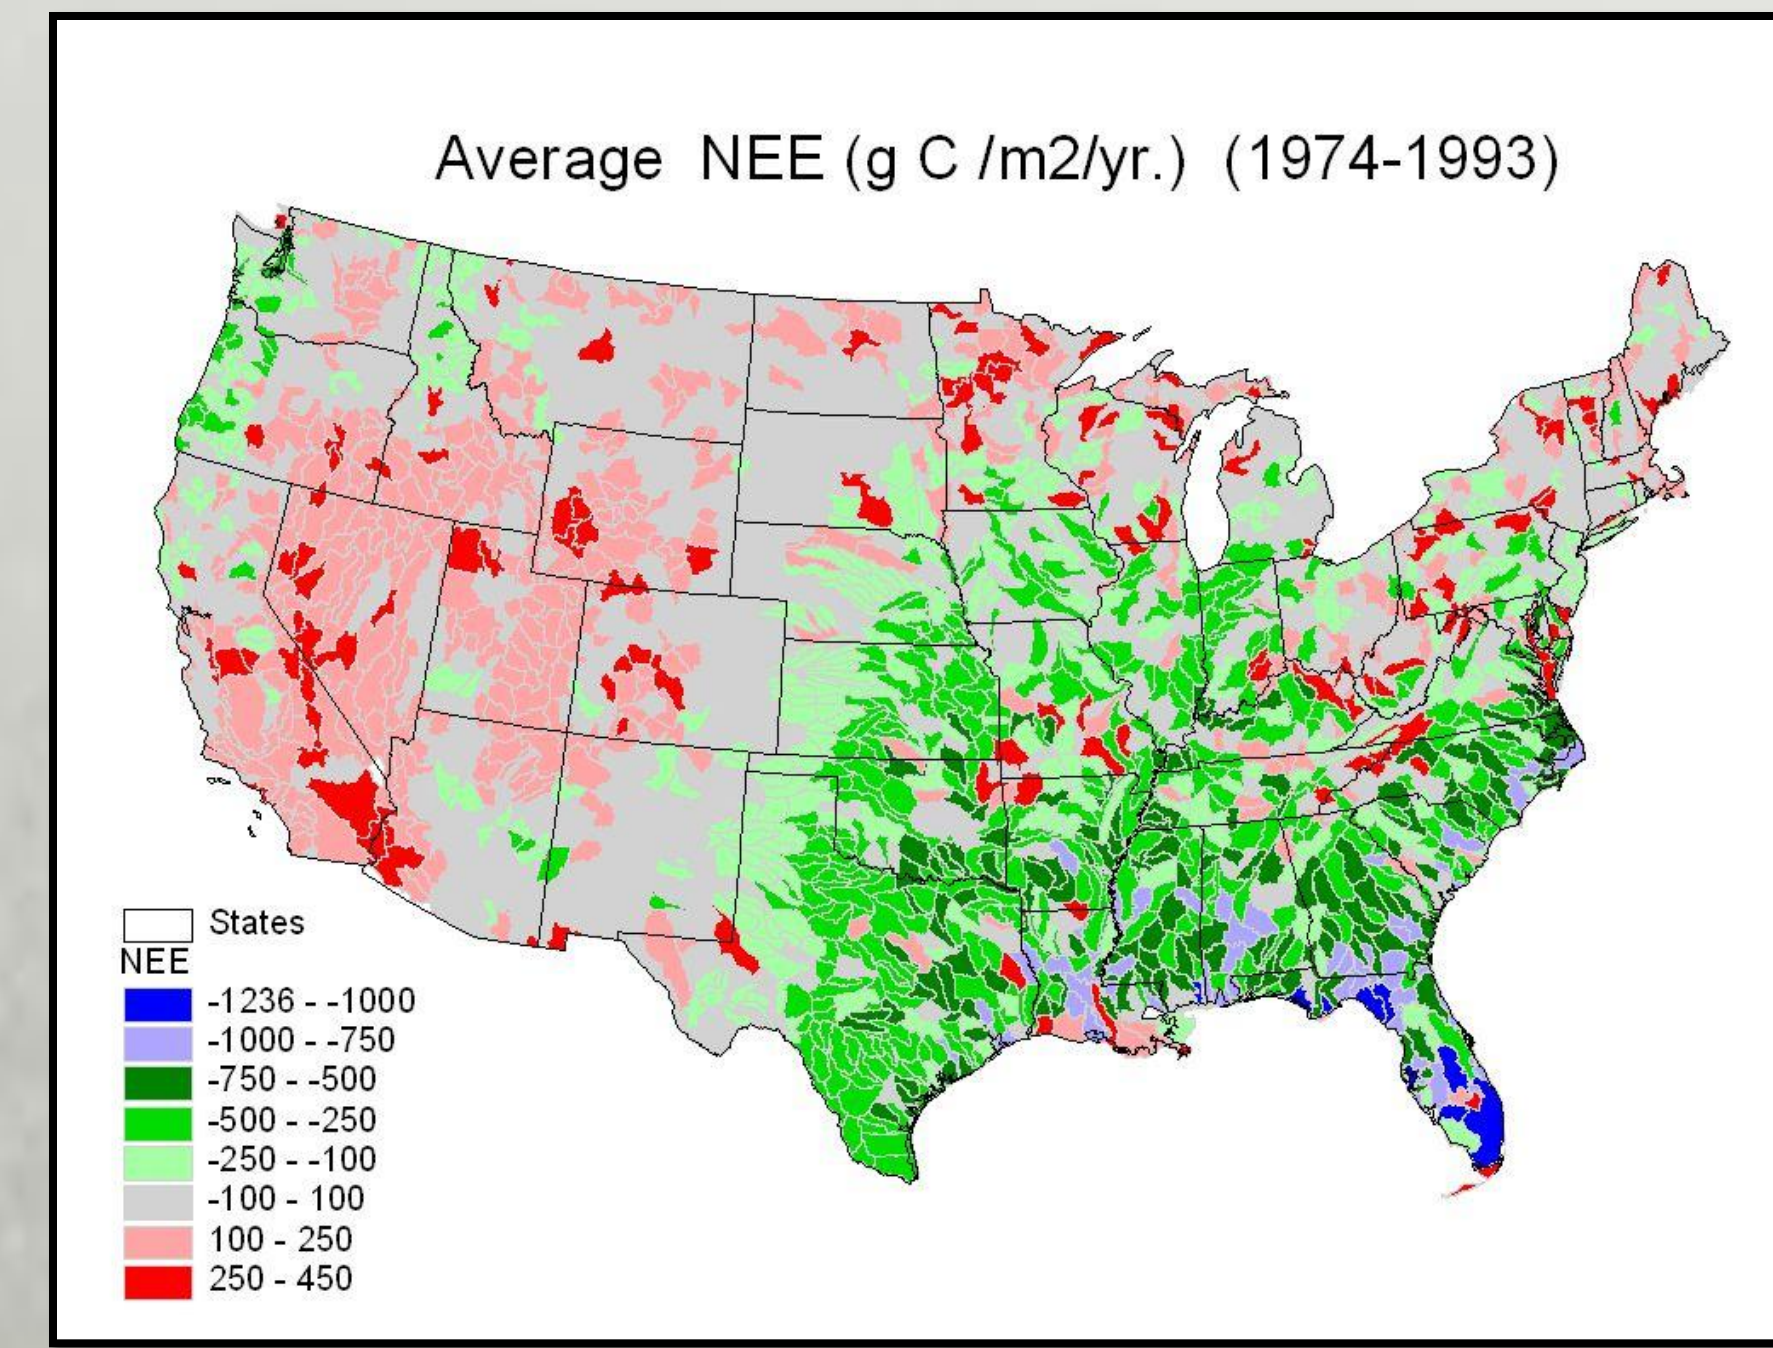 Average NEE (g C /m2/yr.) (1974-1993)
States
NEE
-1236 - -1000
-1000 - -750
-750 - -500
-500 - -250
-250 - -100
-100 - 100
100 - 250
250 - 450